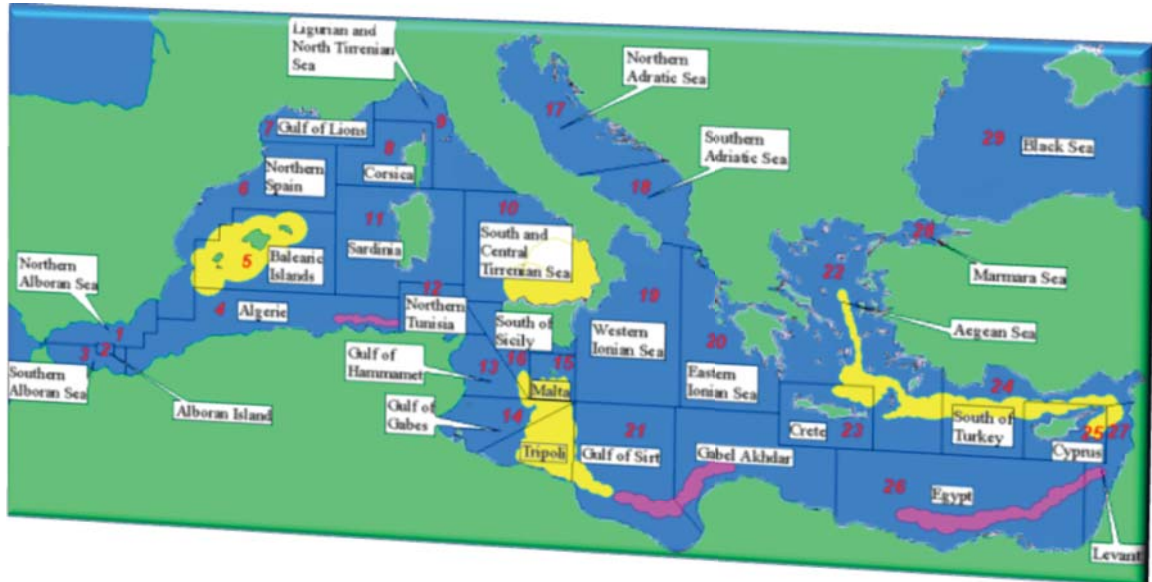 Ligurian and
North Tirrenian
Sea
Northern
Adratic Sea
17
9
7
Gulf of Lions
8
Southern
Adriatic Sea
29
Black Sea
Corsica
Northern
Spain
6
18
10
11
28
South and
Central
Tirrenian Sea
Sardinia
5
Balearic
Islands
Marmara Sea
22
Northern
Alboran Sea
12
19
4
Algerie
Northern
Tunisia
South of
Sicily
Western
Ionian Sea
Aegean Sea
1
2
3
20
Gulf of
Hammamet
13
16
15
Southern
Alboran Sea
Eastern
Ionian Sea
24
Malta
Alboran Island
Gulf of
Gabes
14
21
Crete
23
South of
Turkey
25
27
Tripoli
Gulf of Sirt
Gabel Akhdar
Cyprus
26
Egypt
Levant